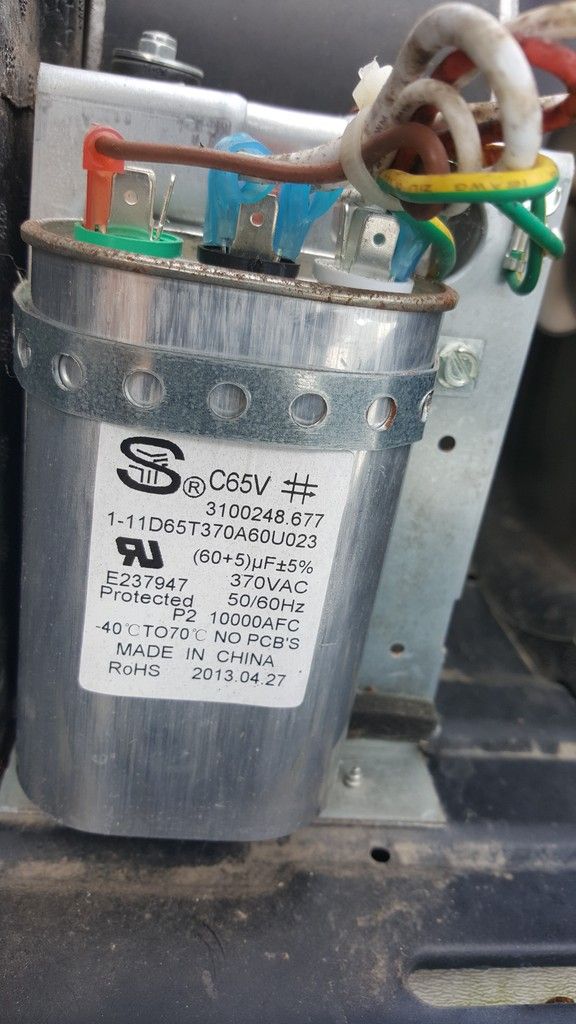 ® C65V
3100248.677
1-11D65T370A60U023
(60+5)µF±5%
E237947 370VAC
Protected 50/60Hz
P2 10000AFC
-40℃TO70℃ NO PCB'S
MADE IN CHINA
RoHS 2013.04.27